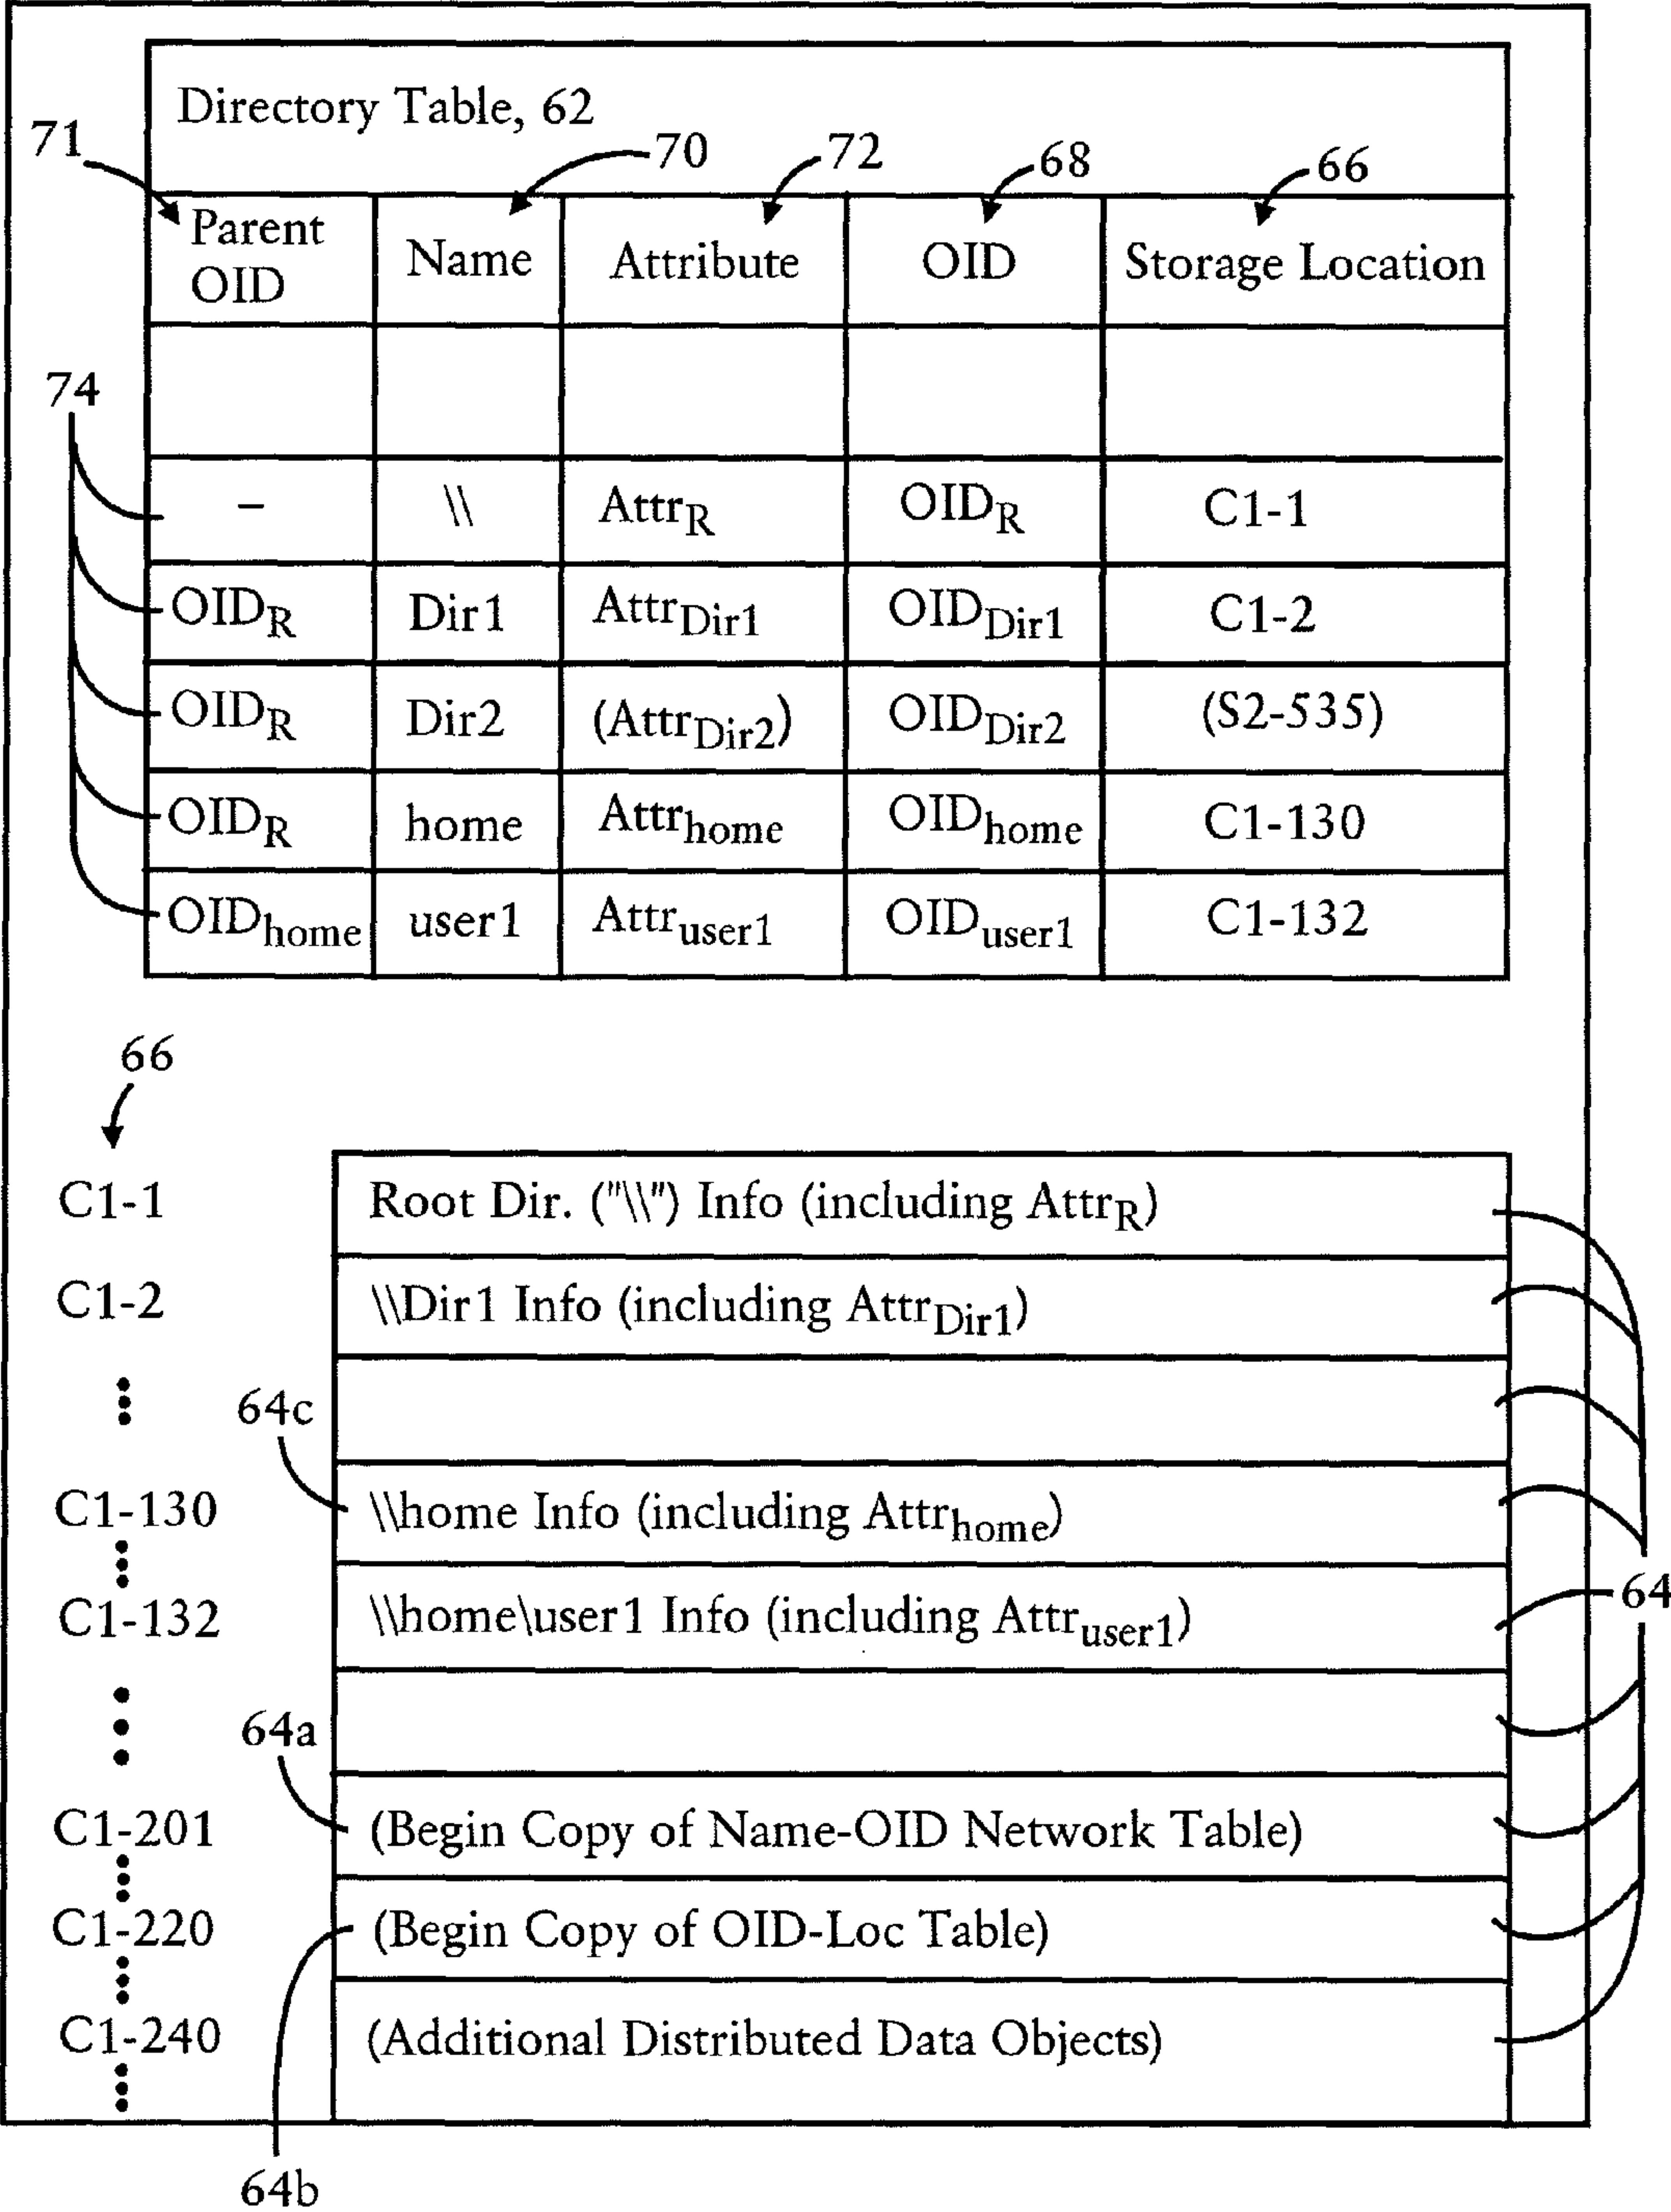 Directory Table, 62
71 70 72 68 66
Parent OID Name Attribute OID Storage Location
74
– \\ AttrR OIDR C1-1
OIDR Dir1 AttrDir1 OIDDir1 C1-2
OIDR Dir2 (AttrDir2) OIDDir2 (S2-535)
OIDR home Attrhome OIDhome C1-130
OIDhome user1 Attruser1 OIDuser1 C1-132
66
C1-1 Root Dir. ("\\") Info (including AttrR)
C1-2 \\Dir1 Info (including AttrDir1)
64c
C1-130 \\home Info (including Attrhome)
64
C1-132 \\home\user1 Info (including Attruser1)
64a
C1-201 (Begin Copy of Name-OID Network Table)
C1-220 (Begin Copy of OID-Loc Table)
C1-240 (Additional Distributed Data Objects)
64b